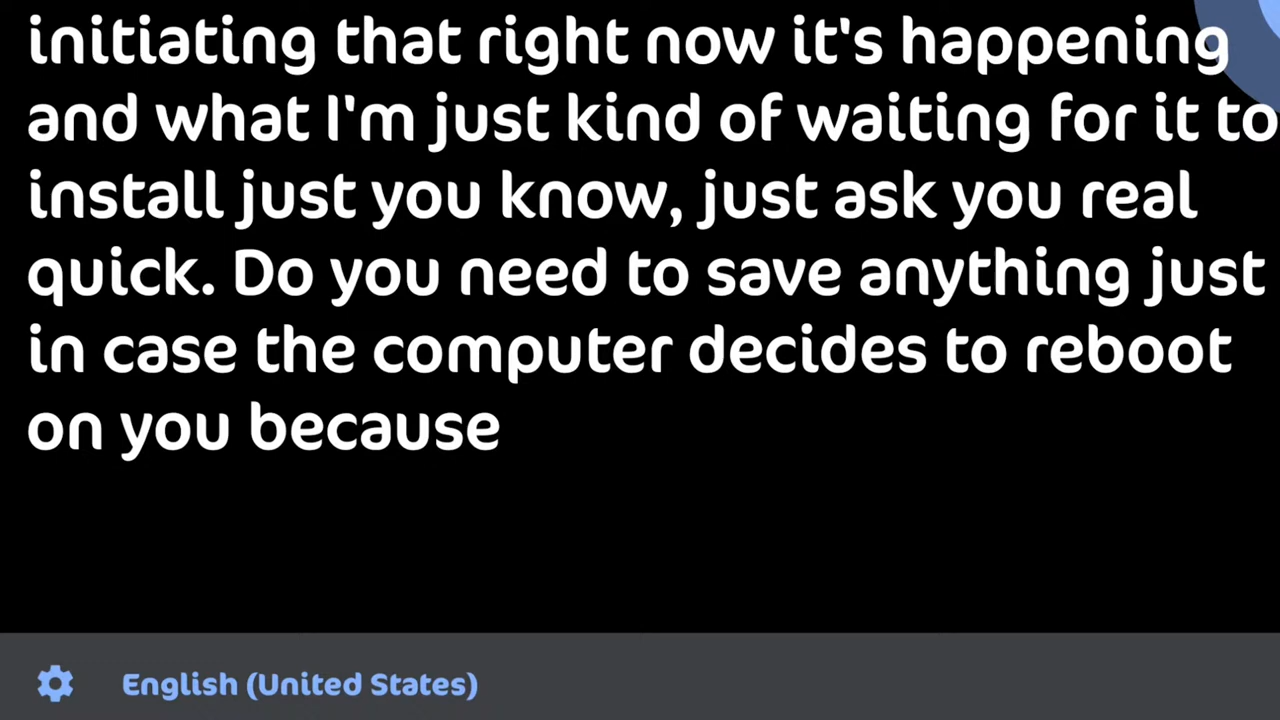 initiating that right now it's happening
and what I'm just kind of waiting for it to
install just you know, just ask you real
quick. Do you need to save anything just
in case the computer decides to reboot
on you because
English (United States)